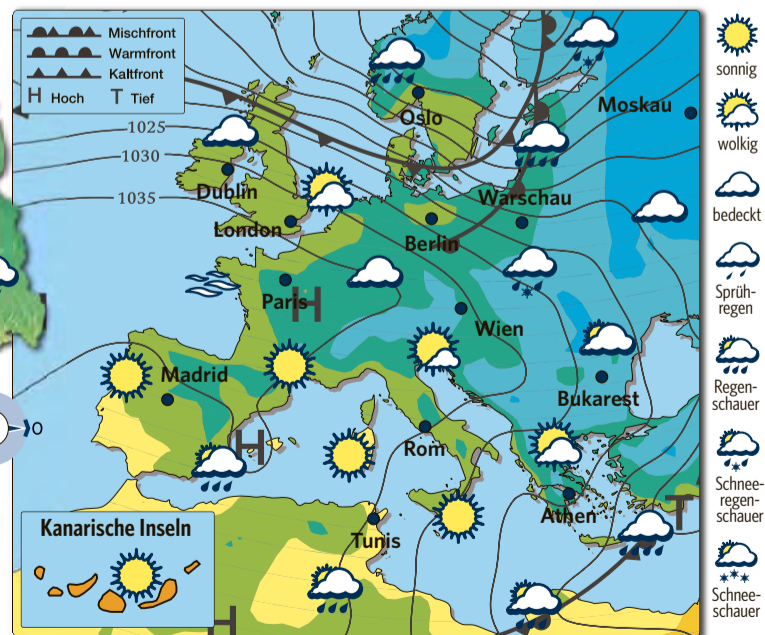 Mischfront
Warmfront
Kaltfront
H Hoch T Tief
1025
1030
1035
Oslo
Moskau
Dublin
London
Warschau
Berlin
Paris
H
Wien
Madrid
Bukarest
H
Rom
O
Athen
T
Tunis
Kanarische Inseln
H
sonnig
wolkig
bedeckt
Sprüh-
regen
Regen-
schauer
Schnee-
regen-
schauer
Schnee-
schauer